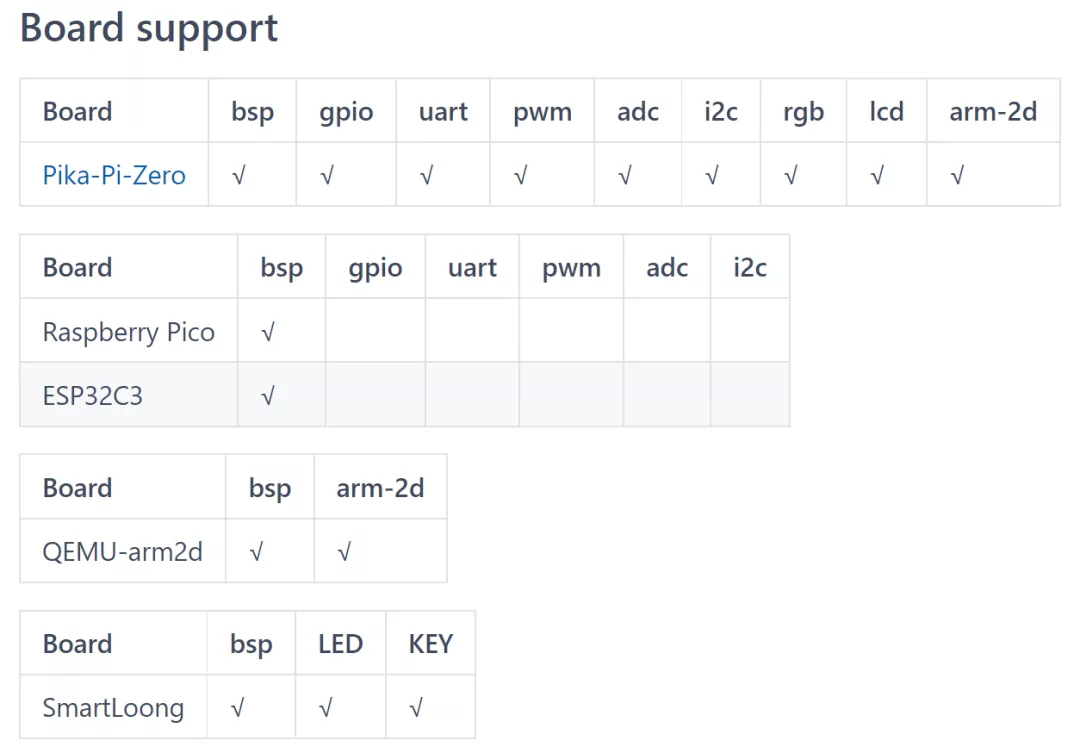 Board support
Board bsp gpio uart pwm adc i2c rgb lcd arm-2d
Pika-Pi-Zero √ √ √ √ √ √ √ √ √
Board bsp gpio uart pwm adc i2c
Raspberry Pico √
ESP32C3 √
Board bsp arm-2d
QEMU-arm2d √ √
Board bsp LED KEY
SmartLoong √ √ √